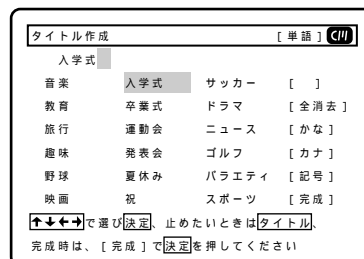 タイトル作成 [単語]
入学式
音楽 入学式 サッカー [ ]
教育 卒業式 ドラマ [全消去]
旅行 運動会 ニュース [かな]
趣味 発表会 ゴルフ [カナ]
野球 夏休み バラエティ [記号]
映画 祝 スポーツ [完成]
↑↓←→で選び決定、止めたいときはタイトル、
完成時は、[完成]で決定を押してください